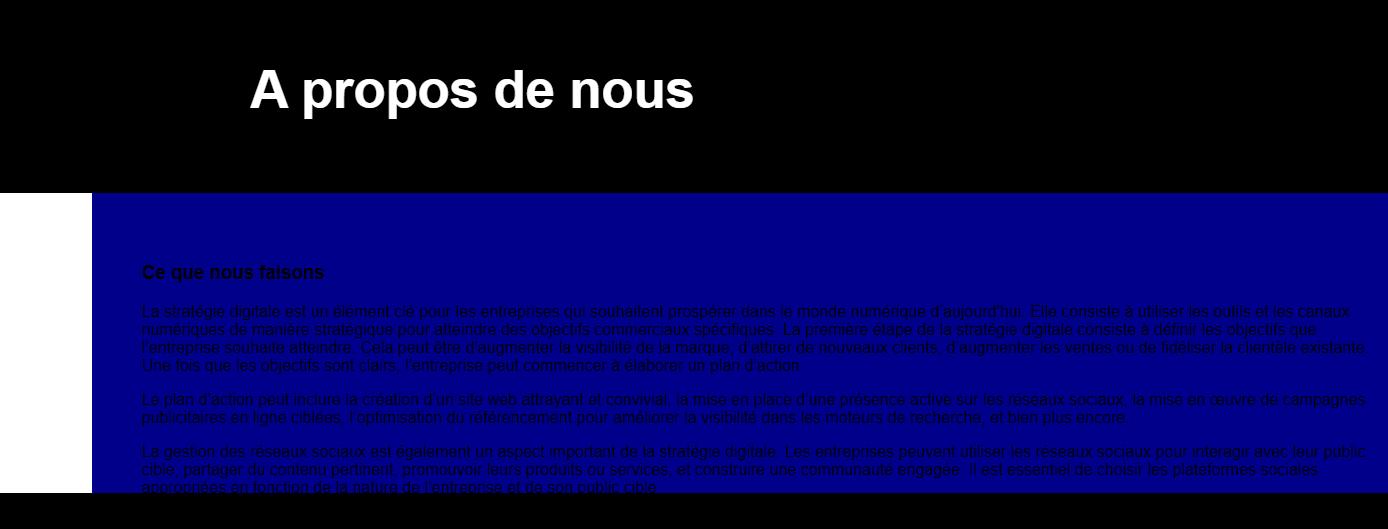 A propos de nous
Ce que nous faisons
La stratégie digitale est un élément clé pour les entreprises qui souhaitent prospérer dans le monde numérique d'aujourd'hui. Elle consiste à utiliser les outils et les canaux
numériques de manière stratégique pour atteindre des objectifs commerciaux spécifiques. La première étape de la stratégie digitale consiste à définir les objectifs que
l'entreprise souhaite atteindre. Cela peut être d'augmenter la visibilité de la marque, d'attirer de nouveaux clients, d'augmenter les ventes ou de fidéliser la clientèle existante.
Une fois que les objectifs sont clairs, l'entreprise peut commencer à élaborer un plan d'action.
Le plan d'action peut inclure la création d'un site web attrayant et convivial, la mise en place d'une présence active sur les réseaux sociaux, la mise en œuvre de campagnes
publicitaires en ligne ciblées, l'optimisation du référencement pour améliorer la visibilité dans les moteurs de recherche, et bien plus encore.
La gestion des réseaux sociaux est également un aspect important de la stratégie digitale. Les entreprises peuvent utiliser les réseaux sociaux pour interagir avec leur public
cible, partager du contenu pertinent, promouvoir leurs produits ou services, et construire une communauté engagée. Il est essentiel de choisir les plateformes sociales
appropriées en fonction de la nature de l'entreprise et de son public cible.